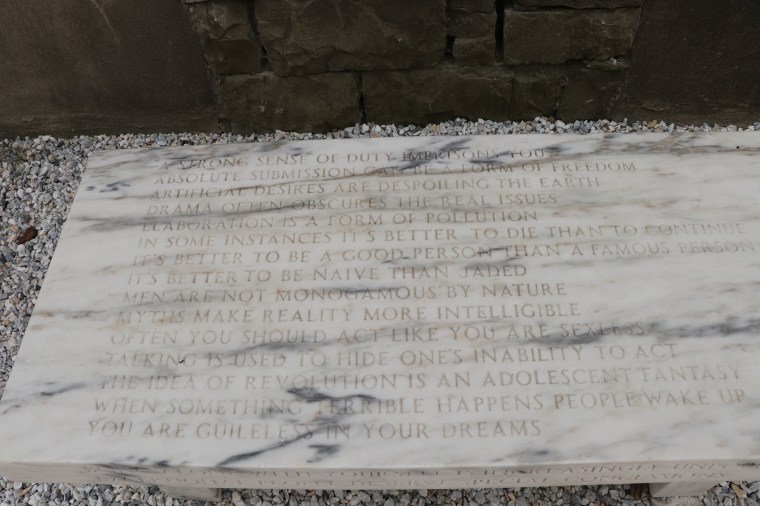 A STRONG SENSE OF DUTY IMPRISONS YOU
ABSOLUTE SUBMISSION CAN BE A FORM OF FREEDOM
ARTIFICIAL DESIRES ARE DESPOILING THE EARTH
DRAMA OFTEN OBSCURES THE REAL ISSUES
ELABORATION IS A FORM OF POLLUTION
IN SOME INSTANCES IT'S BETTER TO DIE THAN TO CONTINUE
IT'S BETTER TO BE A GOOD PERSON THAN A FAMOUS PERSON
IT'S BETTER TO BE NAIVE THAN JADED
MEN ARE NOT MONOGAMOUS BY NATURE
MYTHS MAKE REALITY MORE INTELLIGIBLE
OFTEN YOU SHOULD ACT LIKE YOU ARE SEXLESS
TALKING IS USED TO HIDE ONE'S INABILITY TO ACT
THE IDEA OF REVOLUTION IS AN ADOLESCENT FANTASY
WHEN SOMETHING TERRIBLE HAPPENS PEOPLE WAKE UP
YOU ARE GUILELESS IN YOUR DREAMS